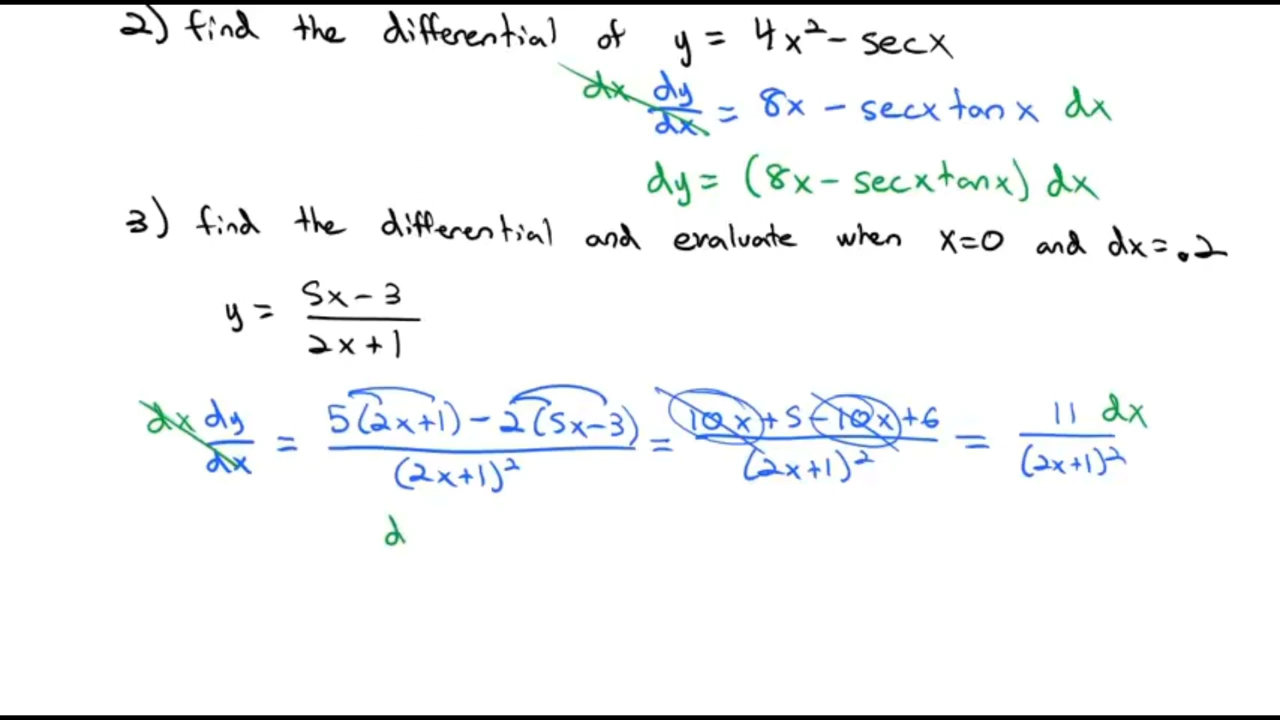 2) find the differential of y = 4x² - secx
dx dy/dx = 8x - secx tanx dx
dy = (8x - secx tanx) dx
3) find the differential and evaluate when x=0 and dx=.2
y = (5x-3)/(2x+1)
dx dy/dx = (5(2x+1) - 2(5x-3))/(2x+1)² = (10x+5-10x+6)/(2x+1)² = 11 dx/(2x+1)²
d